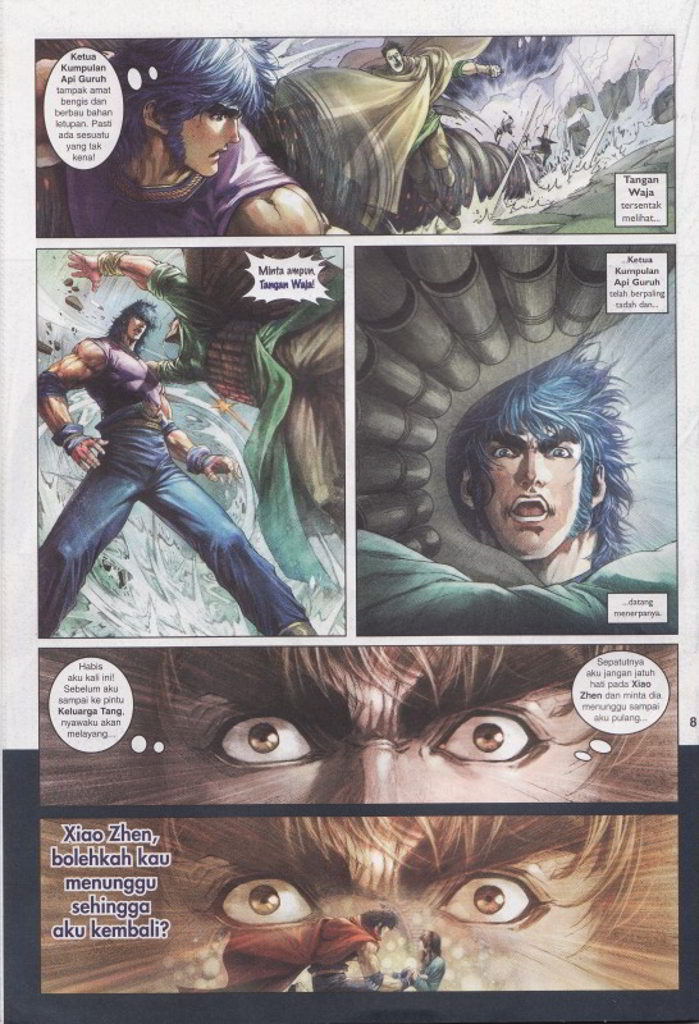 Ketua
Kumpulan
Api Guruh
tampak amat
bengis dan
berbau bahan
letupan. Pasti
ada sesuatu
yang tak
kena!
Tangan
Waja
tersentak
melihat...
Minta ampun,
Tangan Waja!
...Ketua
Kumpulan
Api Guruh
telah berpaling
tadah dan...
...datang
menerpanya.
Habis
aku kali ini!
Sebelum aku
sampai ke pintu
Keluarga Tang,
nyawaku akan
melayang...
Sepatutnya
aku jangan jatuh
hati pada Xiao
Zhen dan minta dia
menunggu sampai
aku pulang...
8
Xiao Zhen,
bolehkah kau
menunggu
sehingga
aku kembali?